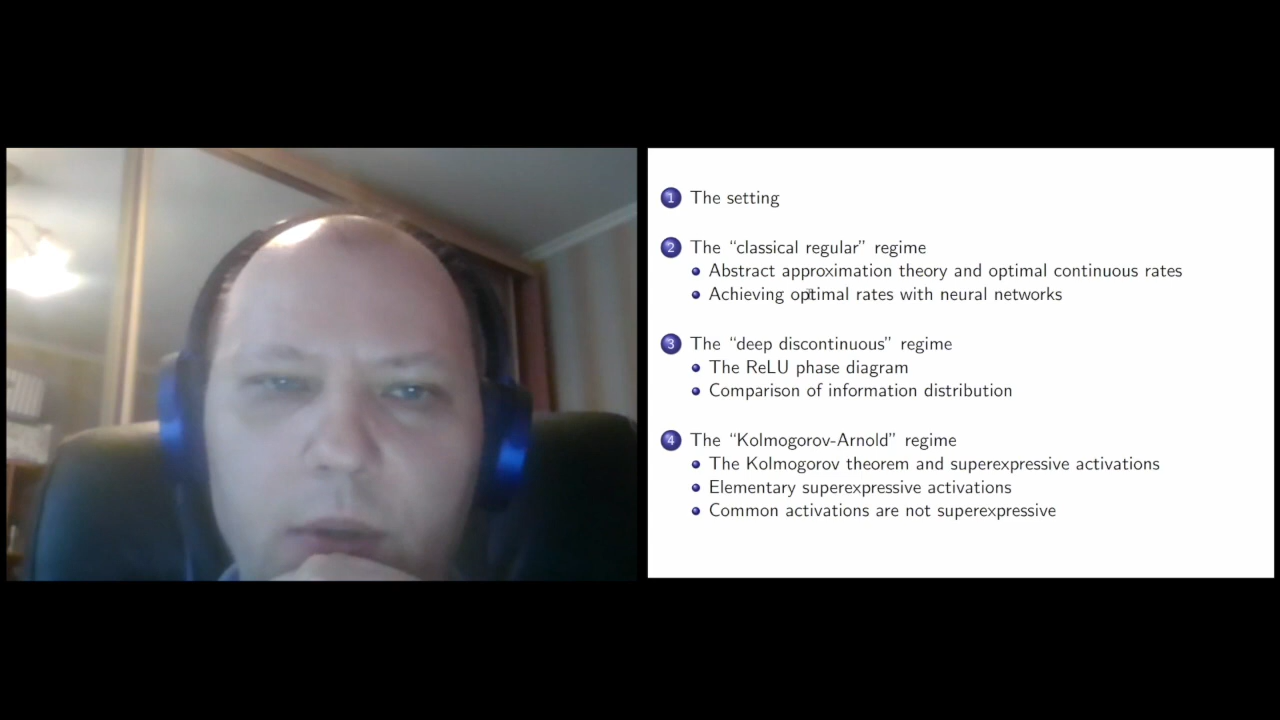 1 The setting
2 The “classical regular” regime
Abstract approximation theory and optimal continuous rates
Achieving optimal rates with neural networks
3 The “deep discontinuous” regime
The ReLU phase diagram
Comparison of information distribution
4 The “Kolmogorov-Arnold” regime
The Kolmogorov theorem and superexpressive activations
Elementary superexpressive activations
Common activations are not superexpressive